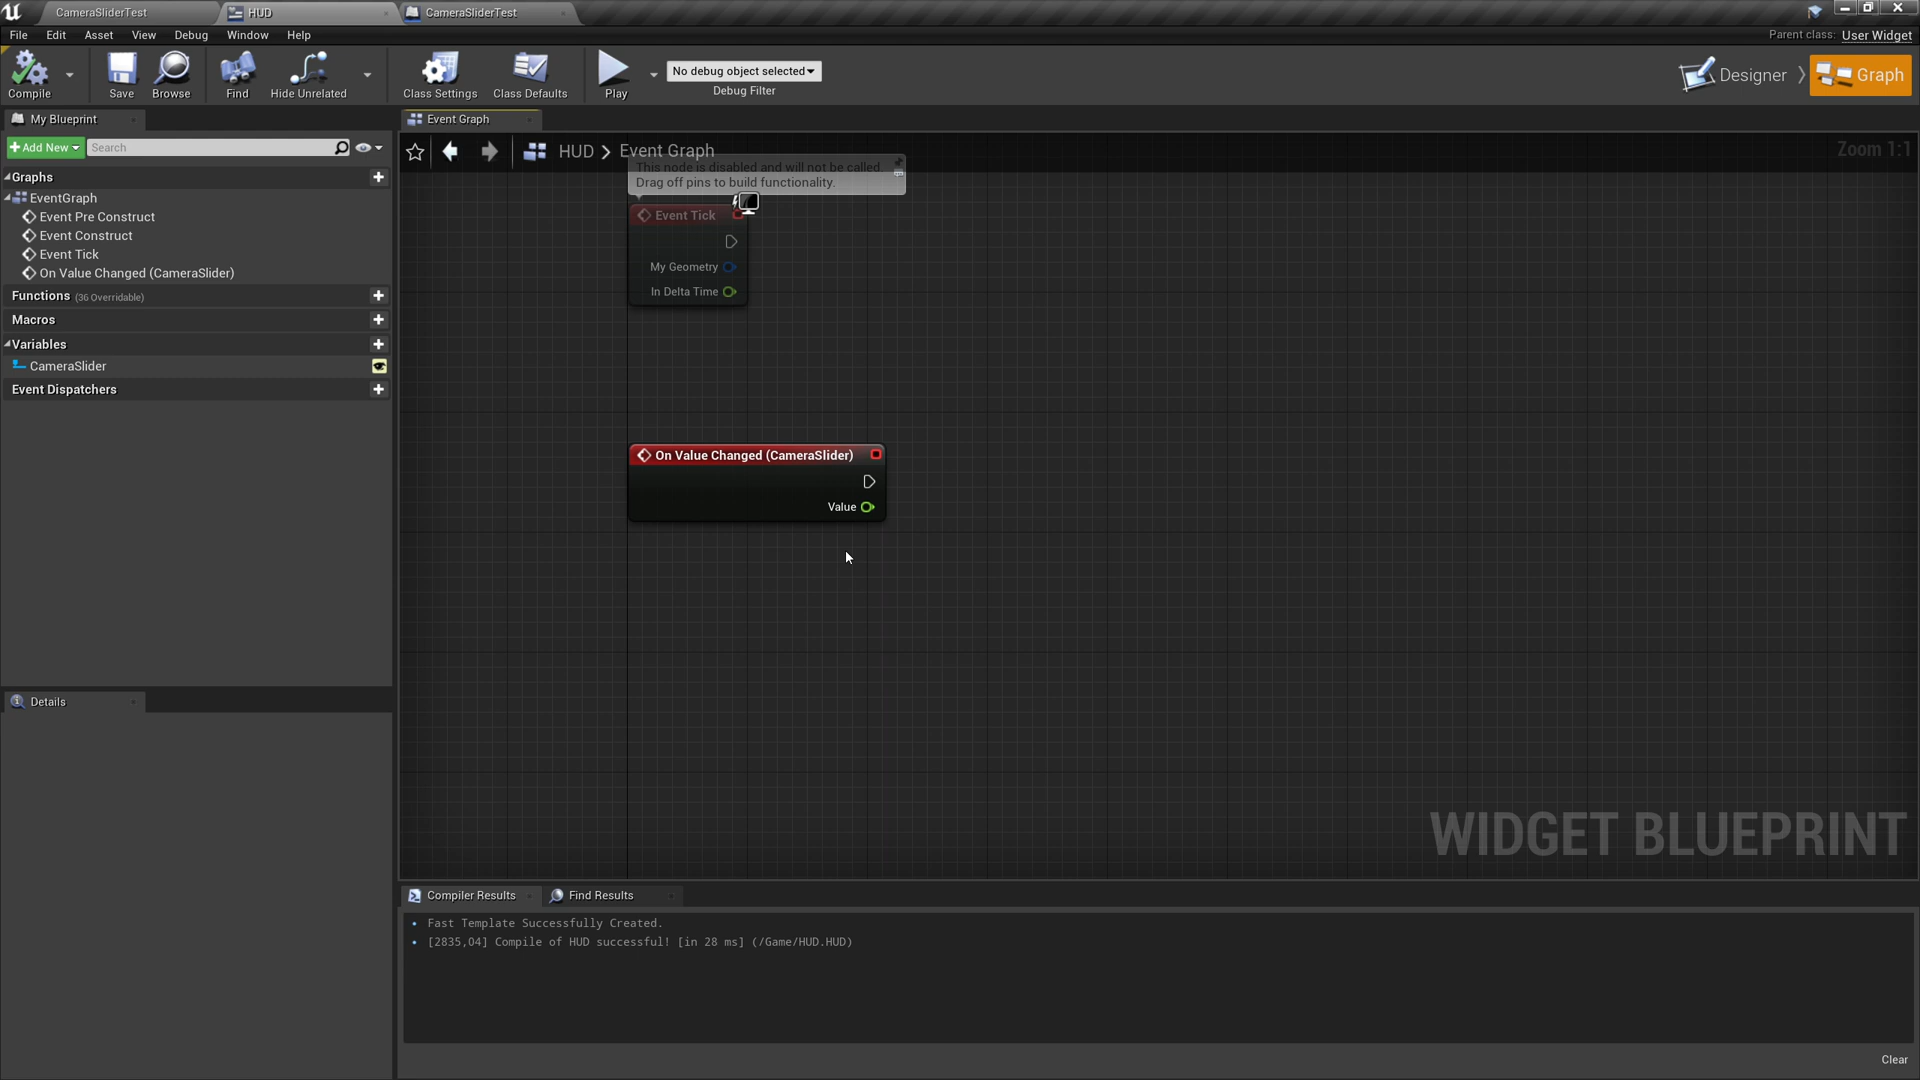 CameraSliderTest
HUD
CameraSliderTest
File Edit Asset View Debug Window Help
Parent class: User Widget
Compile
Save
Browse
Find
Hide Unrelated
Class Settings
Class Defaults
Play
No debug object selected
Debug Filter
Designer
Graph
My Blueprint
Event Graph
Add New
Search
HUD > Event Graph
Zoom 1:1
Graphs
EventGraph
Event Pre Construct
Event Construct
Event Tick
On Value Changed (CameraSlider)
Functions (36 Overridable)
Macros
Variables
CameraSlider
Event Dispatchers
This node is disabled and will not be called.
Drag off pins to build functionality.
Event Tick
My Geometry
In Delta Time
On Value Changed (CameraSlider)
Value
WIDGET BLUEPRINT
Details
Compiler Results
Find Results
Fast Template Successfully Created.
[2835,04] Compile of HUD successful! [in 28 ms] (/Game/HUD.HUD)
Clear